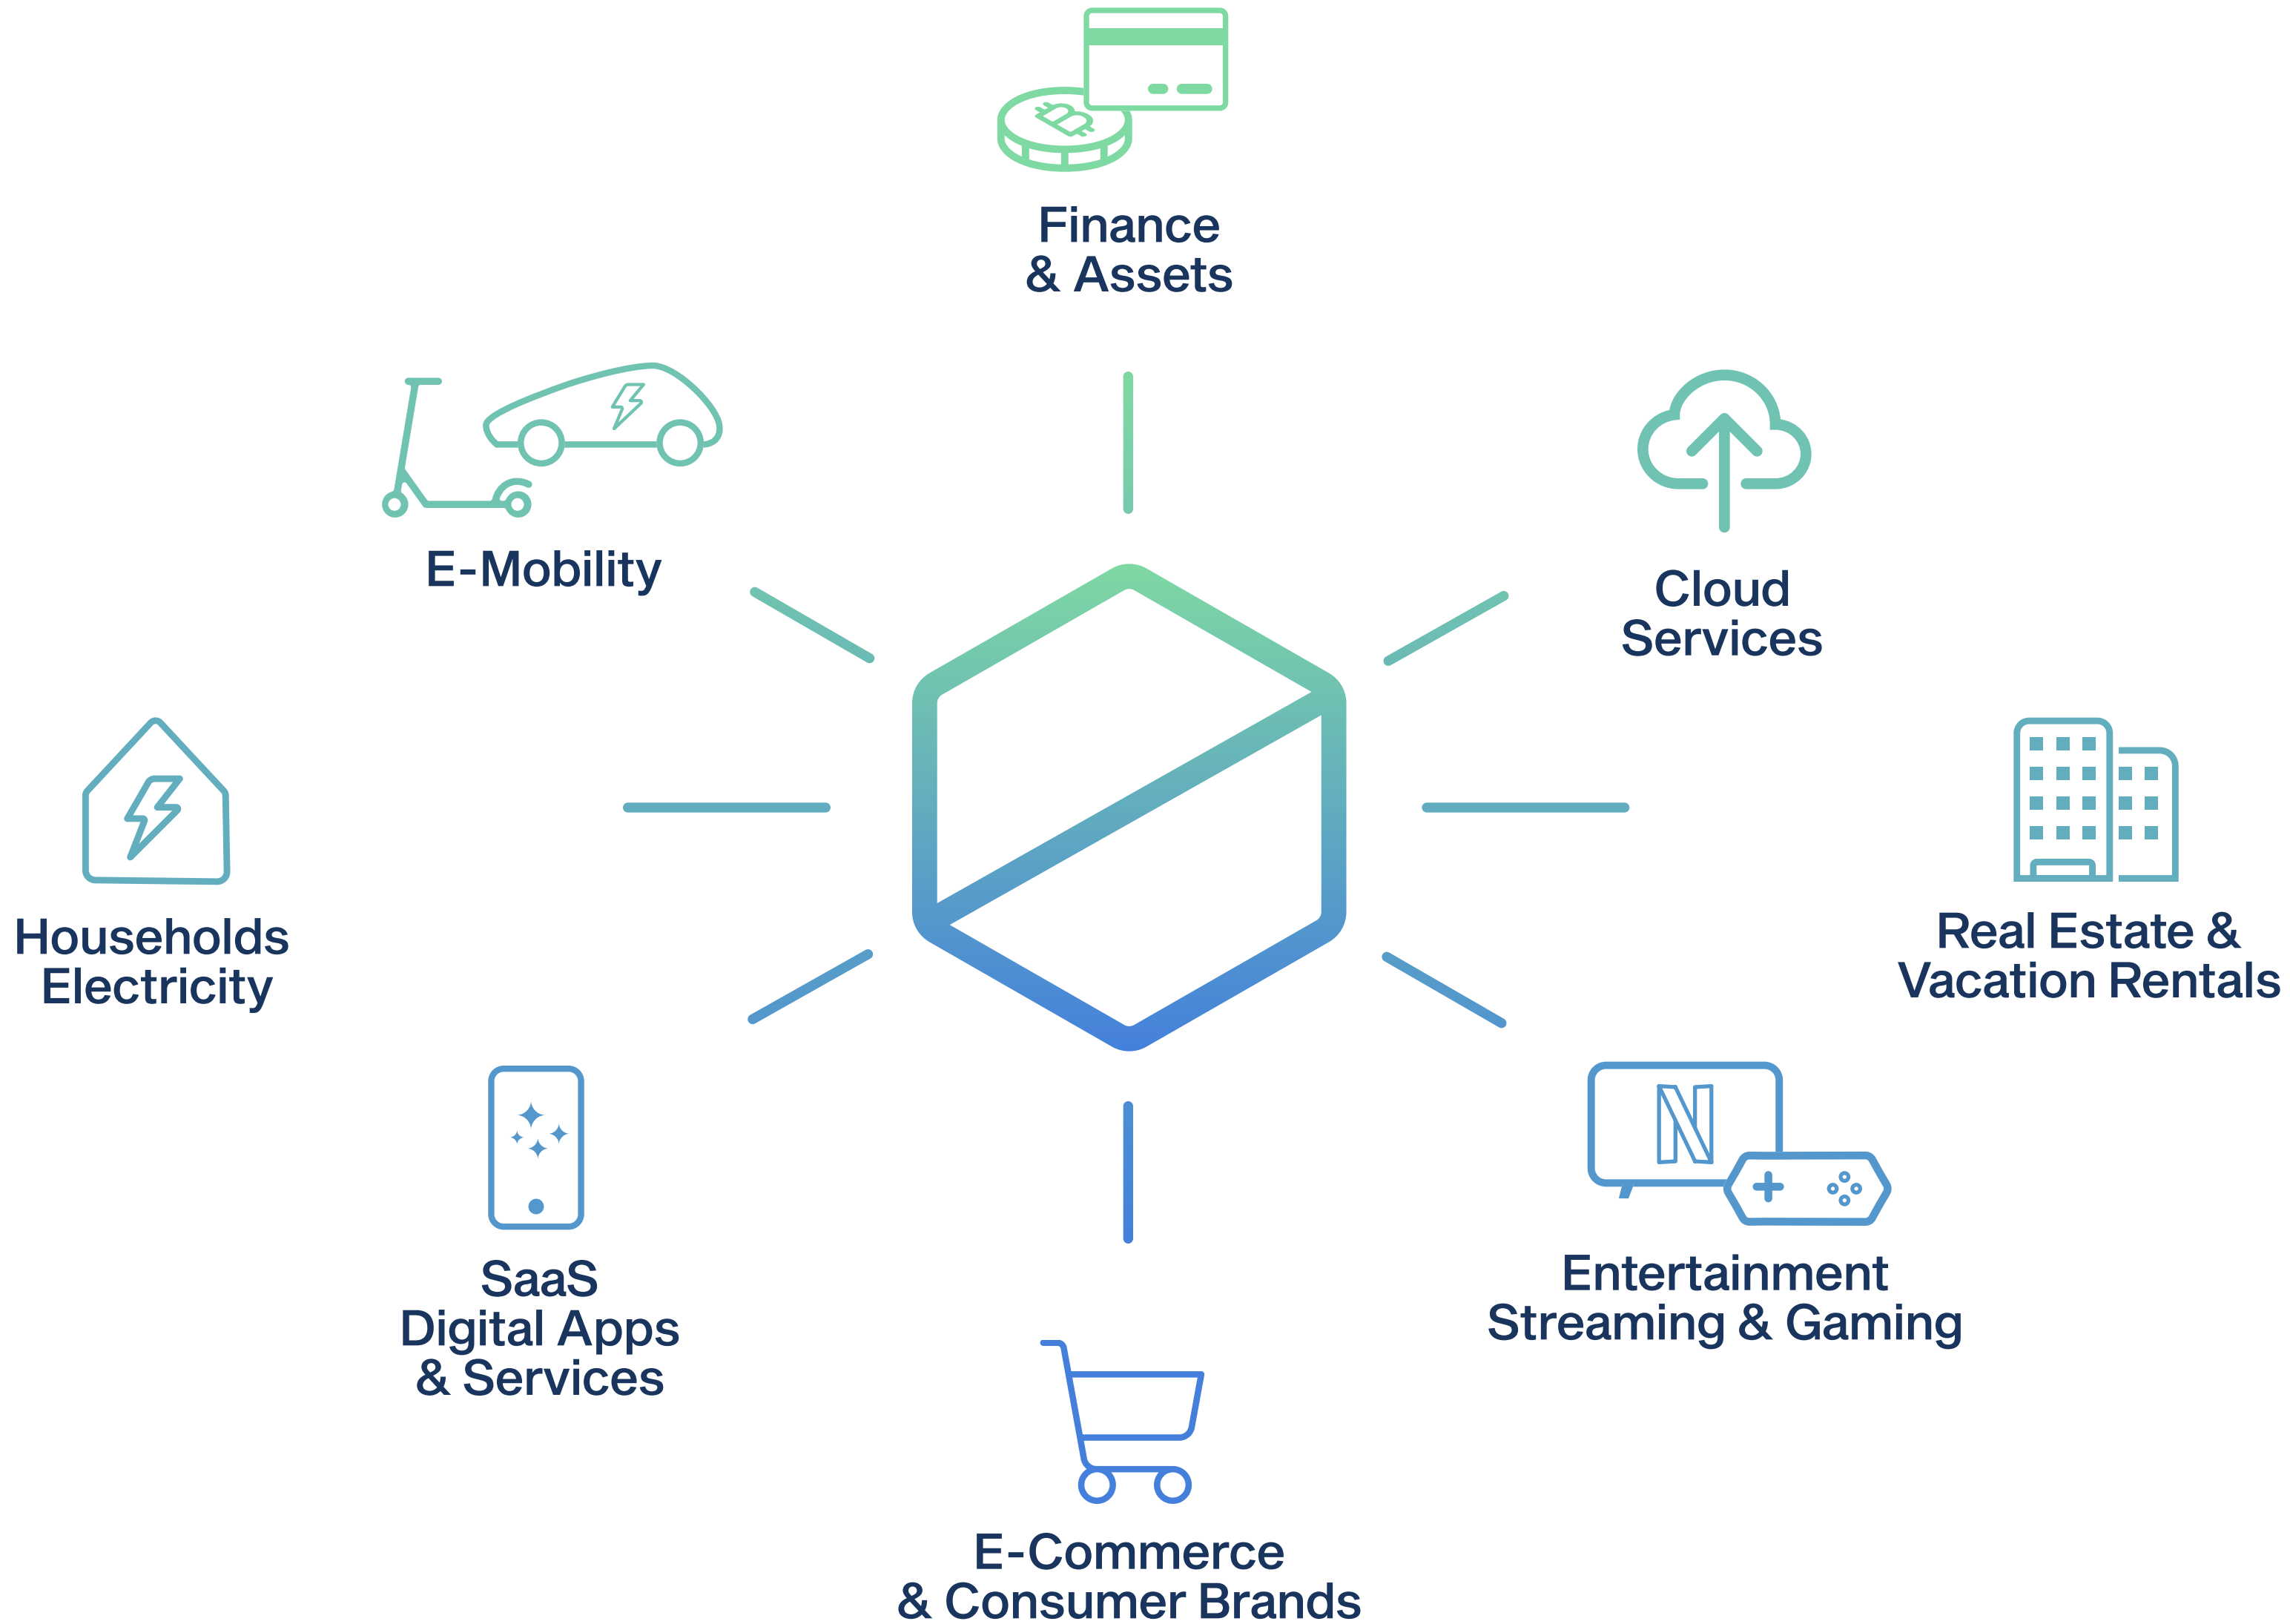 Finance
& Assets
E-Mobility
Cloud
Services
Households
Electricity
Real Estate &
Vacation Rentals
N
SaaS
Digital Apps
& Services
Entertainment
Streaming & Gaming
E-Commerce
& Consumer Brands